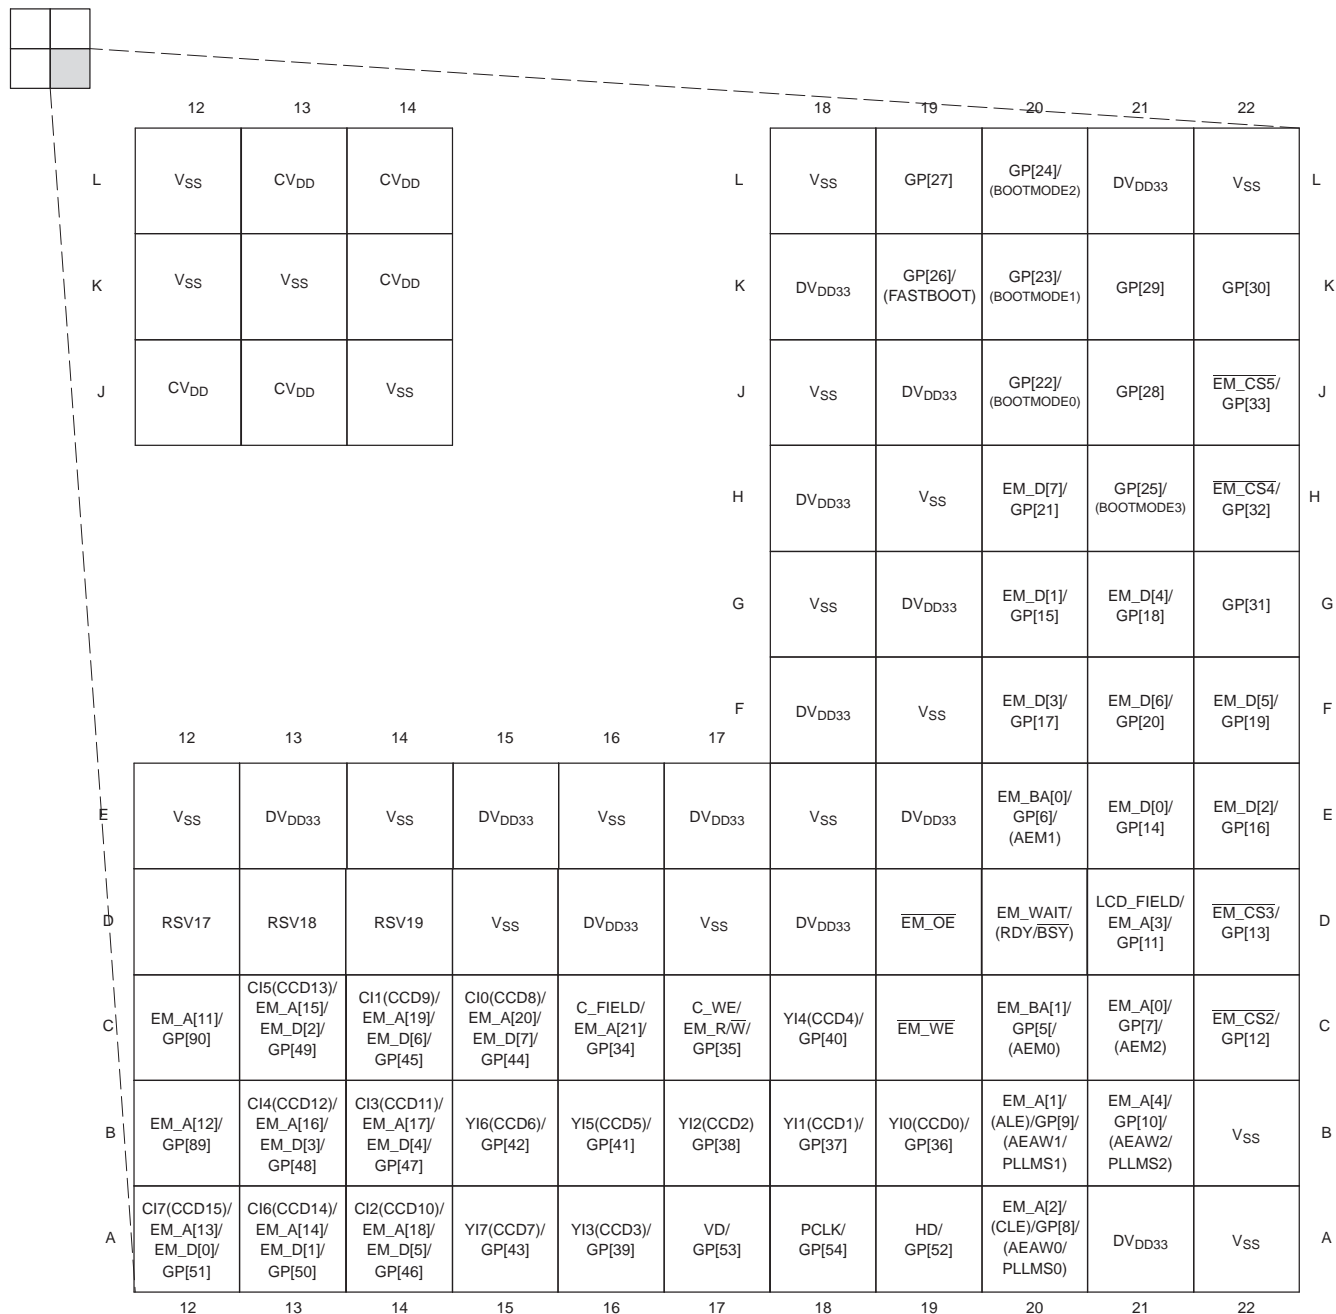 12 13 14 18 19 20 21 22
L VSS CVDD CVDD L VSS GP[27] GP[24]/ (BOOTMODE2) DVDD33 VSS L
K VSS VSS CVDD K DVDD33 GP[26]/ (FASTBOOT) GP[23]/ (BOOTMODE1) GP[29] GP[30] K
J CVDD CVDD VSS J VSS DVDD33 GP[22]/ (BOOTMODE0) GP[28] EM_CS5/ GP[33] J
H DVDD33 VSS EM_D[7]/ GP[21] GP[25]/ (BOOTMODE3) EM_CS4/ GP[32] H
G VSS DVDD33 EM_D[1]/ GP[15] EM_D[4]/ GP[18] GP[31] G
F DVDD33 VSS EM_D[3]/ GP[17] EM_D[6]/ GP[20] EM_D[5]/ GP[19] F
12 13 14 15 16 17
E VSS DVDD33 VSS DVDD33 VSS DVDD33 VSS DVDD33 EM_BA[0]/ GP[6]/ (AEM1) EM_D[0]/ GP[14] EM_D[2]/ GP[16] E
D RSV17 RSV18 RSV19 VSS DVDD33 VSS DVDD33 EM_OE EM_WAIT/ (RDY/BSY) LCD_FIELD/ EM_A[3]/ GP[11] EM_CS3/ GP[13] D
C EM_A[11]/ GP[90] CI5(CCD13)/ EM_A[15]/ EM_D[2]/ GP[49] CI1(CCD9)/ EM_A[19]/ EM_D[6]/ GP[45] CI0(CCD8)/ EM_A[20]/ EM_D[7]/ GP[44] C_FIELD/ EM_A[21]/ GP[34] C_WE/ EM_R/W/ GP[35] YI4(CCD4)/ GP[40] EM_WE EM_BA[1]/ GP[5[/ (AEM0) EM_A[0]/ GP[7]/ (AEM2) EM_CS2/ GP[12] C
B EM_A[12]/ GP[89] CI4(CCD12)/ EM_A[16]/ EM_D[3]/ GP[48] CI3(CCD11)/ EM_A[17]/ EM_D[4]/ GP[47] YI6(CCD6)/ GP[42] YI5(CCD5)/ GP[41] YI2(CCD2) GP[38] YI1(CCD1)/ GP[37] YI0(CCD0)/ GP[36] EM_A[1]/ (ALE)/GP[9]/ (AEAW1/ PLLMS1) EM_A[4]/ GP[10]/ (AEAW2/ PLLMS2) VSS B
A CI7(CCD15)/ EM_A[13]/ EM_D[0]/ GP[51] CI6(CCD14)/ EM_A[14]/ EM_D[1]/ GP[50] CI2(CCD10)/ EM_A[18]/ EM_D[5]/ GP[46] YI7(CCD7)/ GP[43] YI3(CCD3)/ GP[39] VD/ GP[53] PCLK/ GP[54] HD/ GP[52] EM_A[2]/ (CLE)/GP[8]/ (AEAW0/ PLLMS0) DVDD33 VSS A
12 13 14 15 16 17 18 19 20 21 22